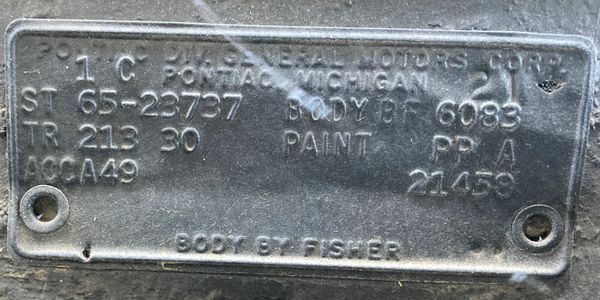 PONTIAC DIV. GENERAL MOTORS CORP.
1 C PONTIAC, MICHIGAN 21
ST 65-23737 BODY BF 6083
TR 213 30 PAINT PP A
ACCA49 21459
BODY BY FISHER